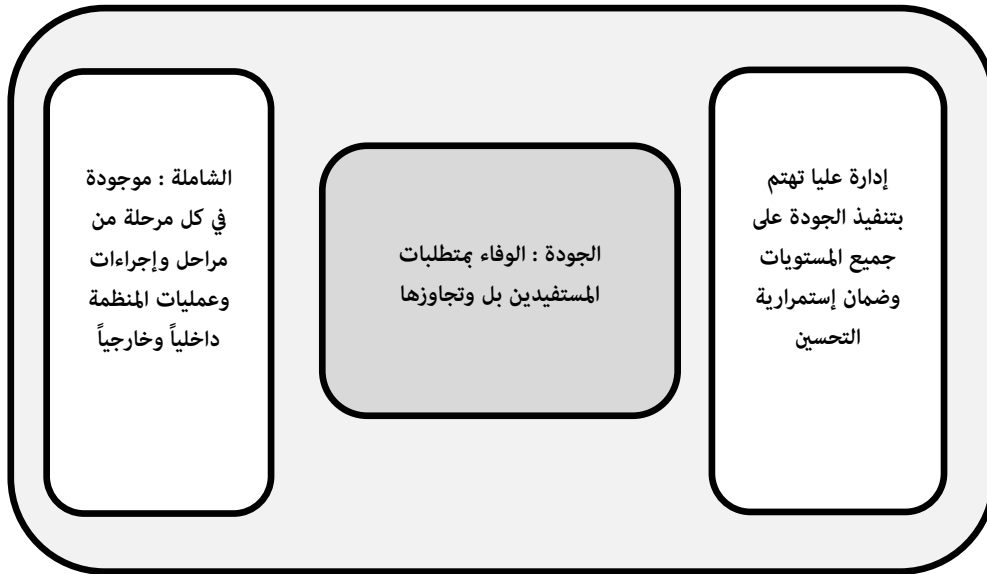 إدارة عليا تهتم
بتنفيذ الجودة على
جميع المستويات
وضمان إستمرارية
التحسين
الجودة : الوفاء بمتطلبات
المستفيدين بل وتجاوزها
الشاملة : موجودة
في كل مرحلة من
مراحل وإجراءات
وعمليات المنظمة
داخلياً وخارجياً